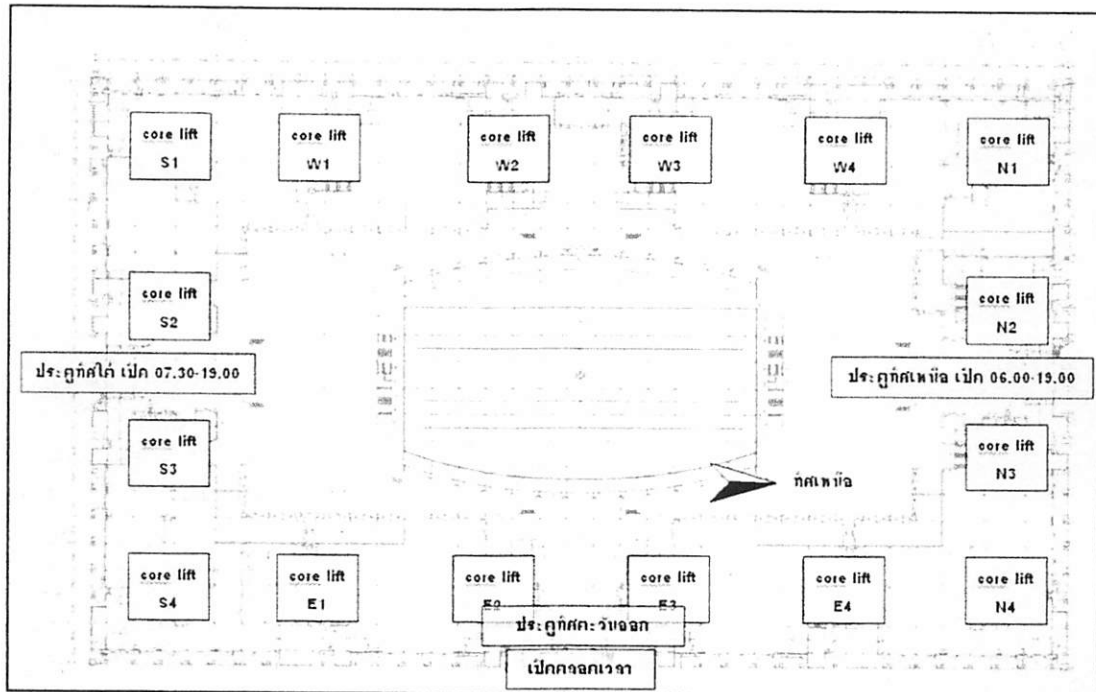 core lift
S1
core lift
W1
core lift
W2
core lift
W3
core lift
W4
core lift
N1
core lift
S2
core lift
N2
ประตูทิศใต้ เปิด 07.30-19.00
ประตูทิศเหนือ เปิด 06.00-19.00
core lift
S3
core lift
N3
ทิศเหนือ
core lift
S4
core lift
E1
core lift
E2
core lift
E3
core lift
E4
core lift
N4
ประตูทิศตะวันออก
เปิดตลอดเวลา